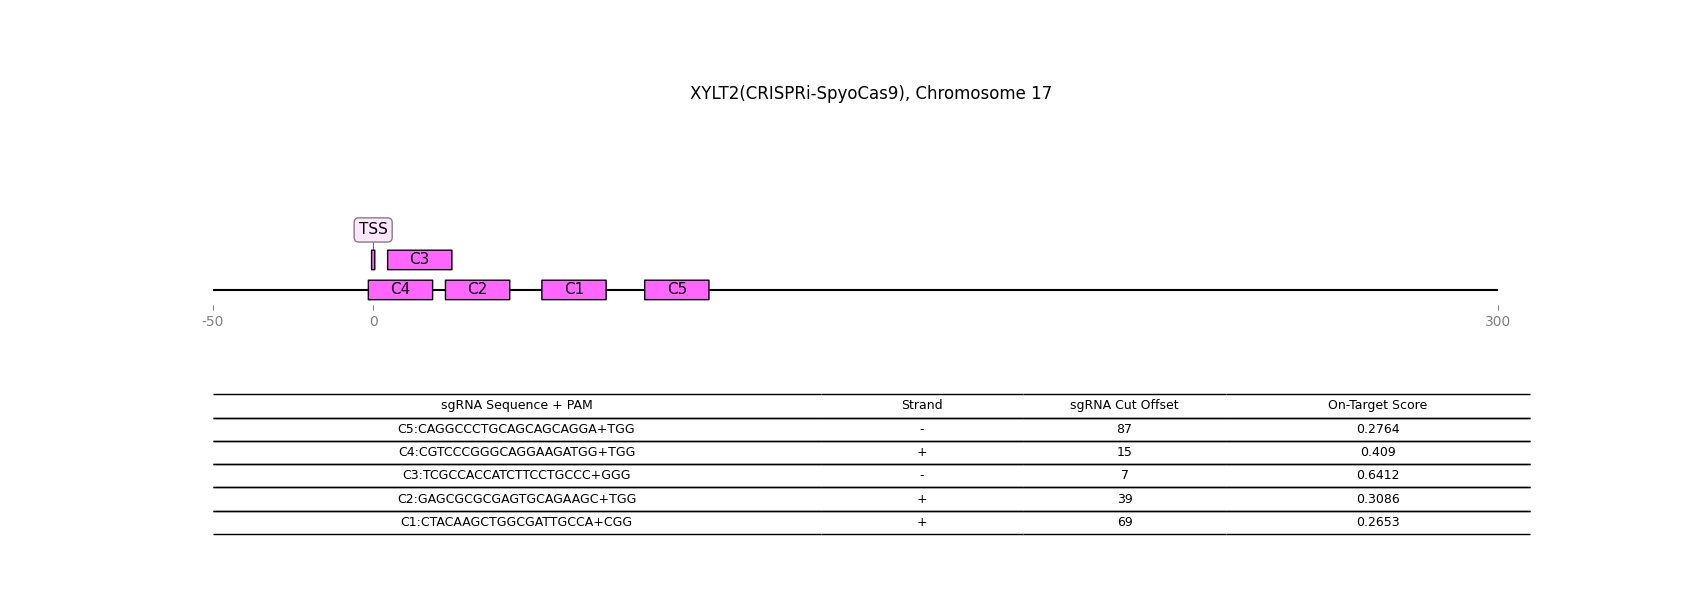 XYLT2(CRISPRi-SpyoCas9), Chromosome 17
TSS
C3
C4 C2 C1 C5
-50 0 300
sgRNA Sequence + PAM Strand sgRNA Cut Offset On-Target Score
C5:CAGGCCCTGCAGCAGCAGGA+TGG - 87 0.2764
C4:CGTCCCGGGCAGGAAGATGG+TGG + 15 0.409
C3:TCGCCACCATCTTCCTGCCC+GGG - 7 0.6412
C2:GAGCGCGCGAGTGCAGAAGC+TGG + 39 0.3086
C1:CTACAAGCTGGCGATTGCCA+CGG + 69 0.2653